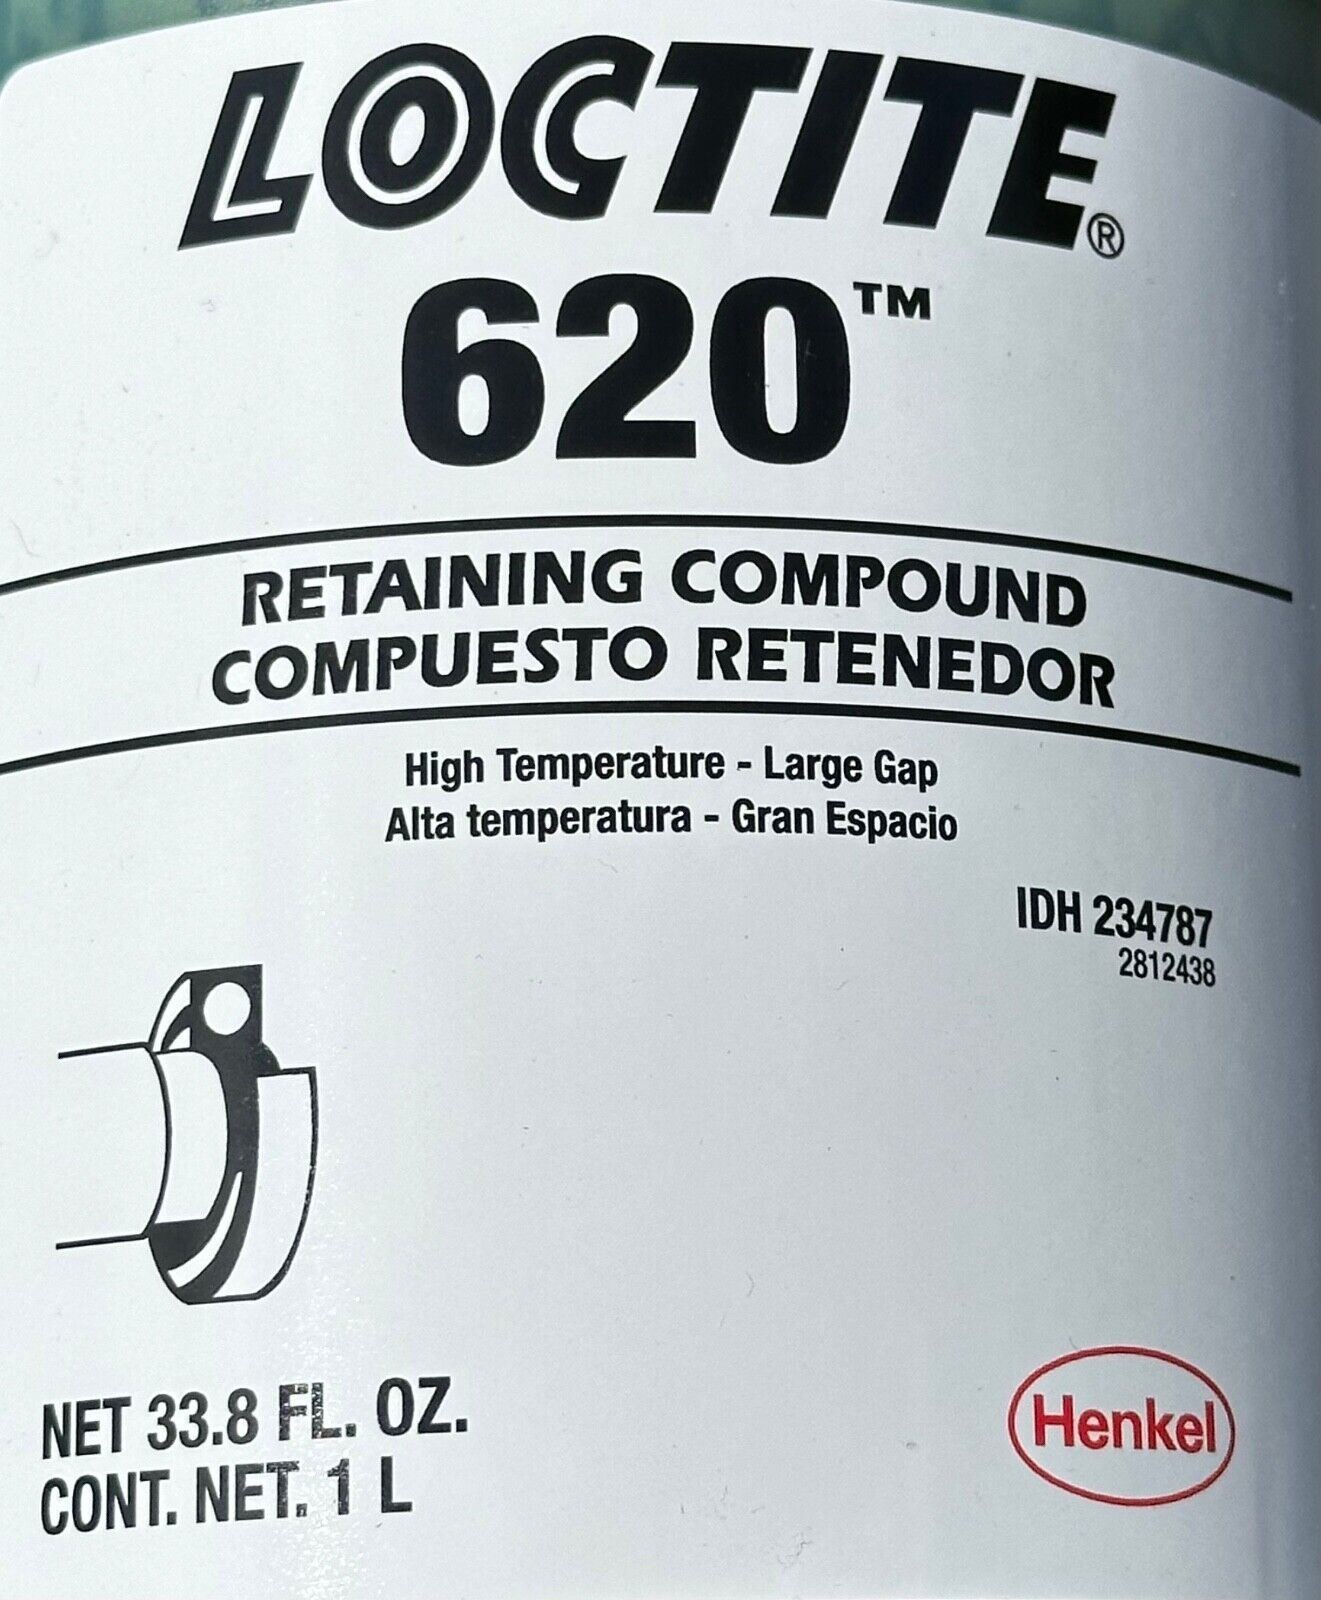 LOCTITE®
620™
RETAINING COMPOUND
COMPUESTO RETENEDOR
High Temperature - Large Gap
Alta temperatura - Gran Espacio
IDH 234787
2812438
NET 33.8 FL. OZ.
CONT. NET. 1 L
Henkel